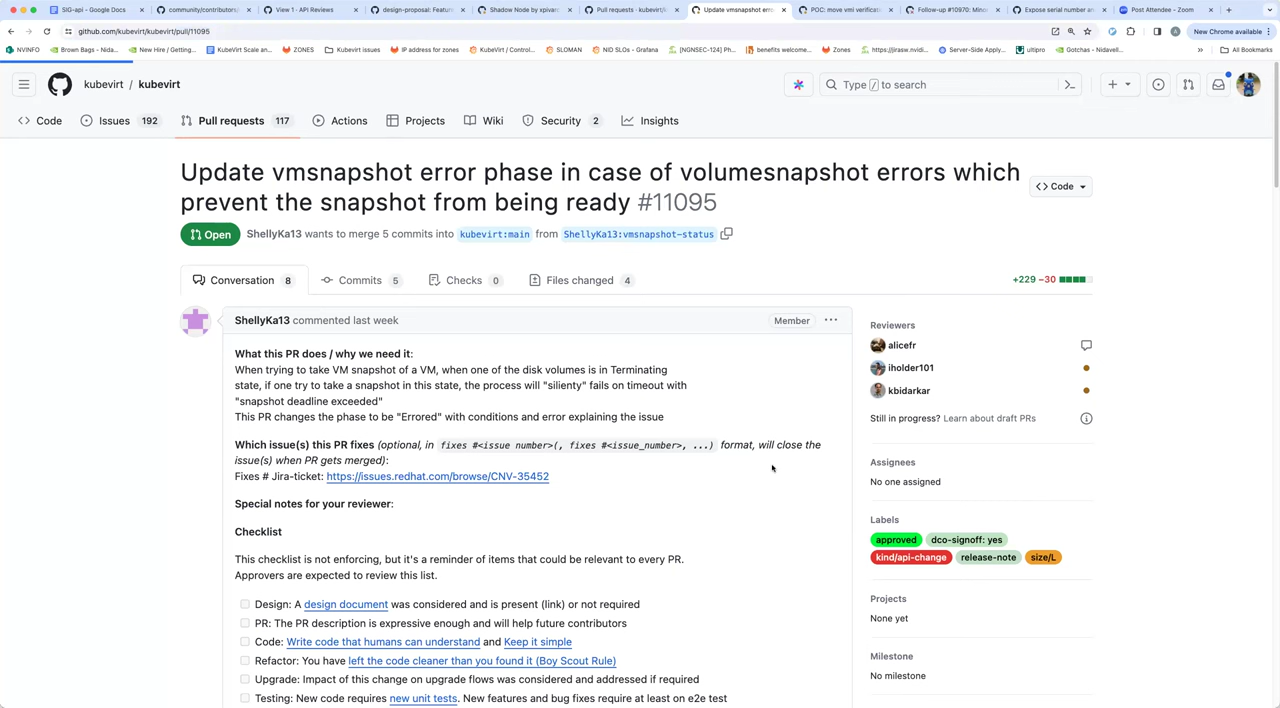 SIG-api - Google Docs
community/contributors
View 1 · API Reviews
design-proposal: Featur
Shadow Node by xpivarc
Pull requests · kubevirt/k
Update vmsnapshot erro
POC: move vmi verificat
Follow-up #10970: Mino
Expose serial number an
Post Attendee - Zoom
github.com/kubevirt/kubevirt/pull/11095
New Chrome available
NVINFO
Brown Bags - Nida...
New Hire / Getting...
KubeVirt Scale an...
ZONES
Kubevirt issues
IP address for zones
KubeVirt / Control...
SLOMAN
NID SLOs - Grafana
[NGNSEC-124] Ph...
benefits welcome...
Zones
https://jirasw.nvidi...
Server-Side Apply...
ultipro
Gotchas - Nidavell...
All Bookmarks
kubevirt / kubevirt
Type / to search
Code
Issues 192
Pull requests 117
Actions
Projects
Wiki
Security 2
Insights
Update vmsnapshot error phase in case of volumesnapshot errors which
prevent the snapshot from being ready #11095
Code
Open
ShellyKa13 wants to merge 5 commits into kubevirt:main from ShellyKa13:vmsnapshot-status
Conversation 8
Commits 5
Checks 0
Files changed 4
+229 −30
ShellyKa13 commented last week
Member
What this PR does / why we need it:
When trying to take VM snapshot of a VM, when one of the disk volumes is in Terminating
state, if one try to take a snapshot in this state, the process will "silienty" fails on timeout with
"snapshot deadline exceeded"
This PR changes the phase to be "Errored" with conditions and error explaining the issue
Which issue(s) this PR fixes (optional, in fixes #<issue number>(, fixes #<issue_number>, ...) format, will close the
issue(s) when PR gets merged):
Fixes # Jira-ticket: https://issues.redhat.com/browse/CNV-35452
Special notes for your reviewer:
Checklist
This checklist is not enforcing, but it's a reminder of items that could be relevant to every PR.
Approvers are expected to review this list.
Design: A design document was considered and is present (link) or not required
PR: The PR description is expressive enough and will help future contributors
Code: Write code that humans can understand and Keep it simple
Refactor: You have left the code cleaner than you found it (Boy Scout Rule)
Upgrade: Impact of this change on upgrade flows was considered and addressed if required
Testing: New code requires new unit tests. New features and bug fixes require at least on e2e test
Reviewers
alicefr
iholder101
kbidarkar
Still in progress? Learn about draft PRs
Assignees
No one assigned
Labels
approved
dco-signoff: yes
kind/api-change
release-note
size/L
Projects
None yet
Milestone
No milestone